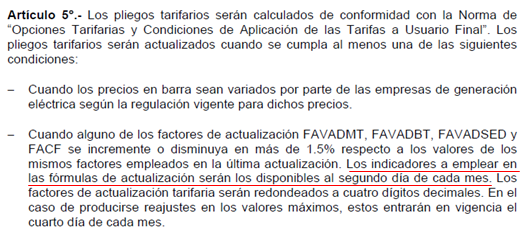 Artículo 5º.- Los pliegos tarifarios serán calculados de conformidad con la Norma de
“Opciones Tarifarias y Condiciones de Aplicación de las Tarifas a Usuario Final”. Los
pliegos tarifarios serán actualizados cuando se cumpla al menos una de las siguientes
condiciones:
– Cuando los precios en barra sean variados por parte de las empresas de generación
eléctrica según la regulación vigente para dichos precios.
– Cuando alguno de los factores de actualización FAVADMT, FAVADBT, FAVADSED y
FACF se incremente o disminuya en más de 1.5% respecto a los valores de los
mismos factores empleados en la última actualización. Los indicadores a emplear en
las fórmulas de actualización serán los disponibles al segundo día de cada mes. Los
factores de actualización tarifaria serán redondeados a cuatro dígitos decimales. En el
caso de producirse reajustes en los valores máximos, estos entrarán en vigencia el
cuarto día de cada mes.